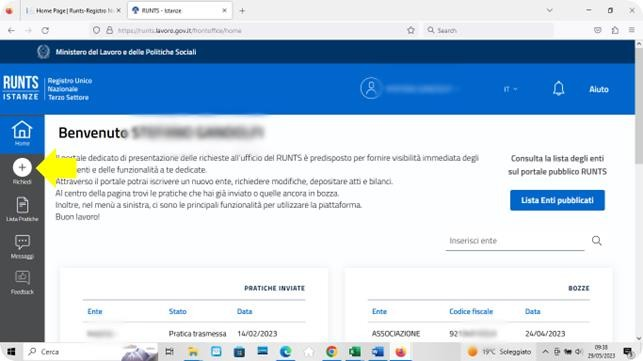 Home Page | Runts-Registro N
RUNTS - Istanze
https://runts.lavoro.gov.it/frontoffice/home
Search
Ministero del Lavoro e delle Politiche Sociali
RUNTS
ISTANZE
Registro Unico
Nazionale
Terzo Settore
IT
Aiuto
Home
Richiedi
Lista Pratiche
Messaggi
Feedback
Benvenuto
Il portale dedicato di presentazione delle richieste all'ufficio del RUNTS è predisposto per fornire visibilità immediata degli
enti e delle funzionalità a te dedicate.
Attraverso il portale potrai iscrivere un nuovo ente, richiedere modifiche, depositare atti e bilanci.
Al centro della pagina trovi le pratiche che hai già inviato o quelle ancora in bozza.
Inoltre, nel menù a sinistra, ci sono le principali funzionalità per utilizzare la piattaforma.
Buon lavoro!
Consulta la lista degli enti
sul portale pubblico RUNTS
Lista Enti pubblicati
Inserisci ente
PRATICHE INVIATE
Ente Stato Data
Pratica trasmessa 14/02/2023
BOZZE
Ente Codice fiscale Data
ASSOCIAZIONE 92 24/04/2023
Cerca
19°C Soleggiato
09:38
29/05/2023